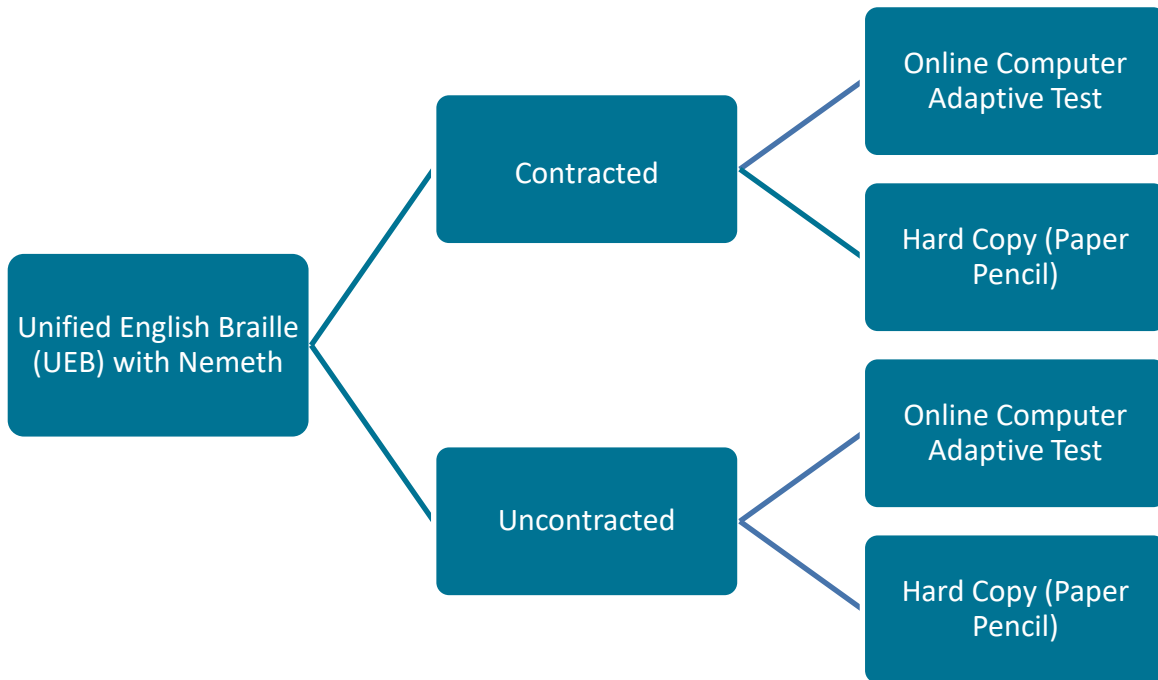 Unified English Braille
(UEB) with Nemeth
Contracted
Online Computer
Adaptive Test
Hard Copy (Paper
Pencil)
Uncontracted
Online Computer
Adaptive Test
Hard Copy (Paper
Pencil)